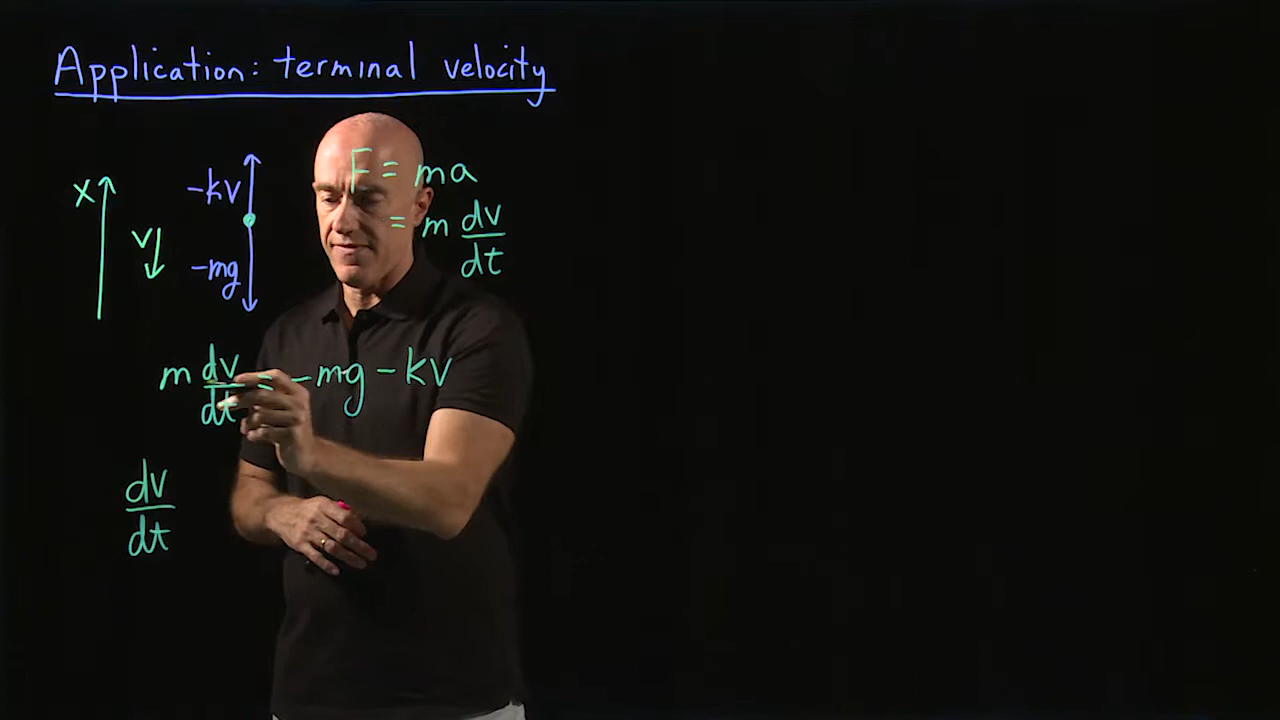 Application: terminal velocity
x
v
-kv
-mg
F = ma
= m dv/dt
m dv/dt = -mg - kv
dv/dt